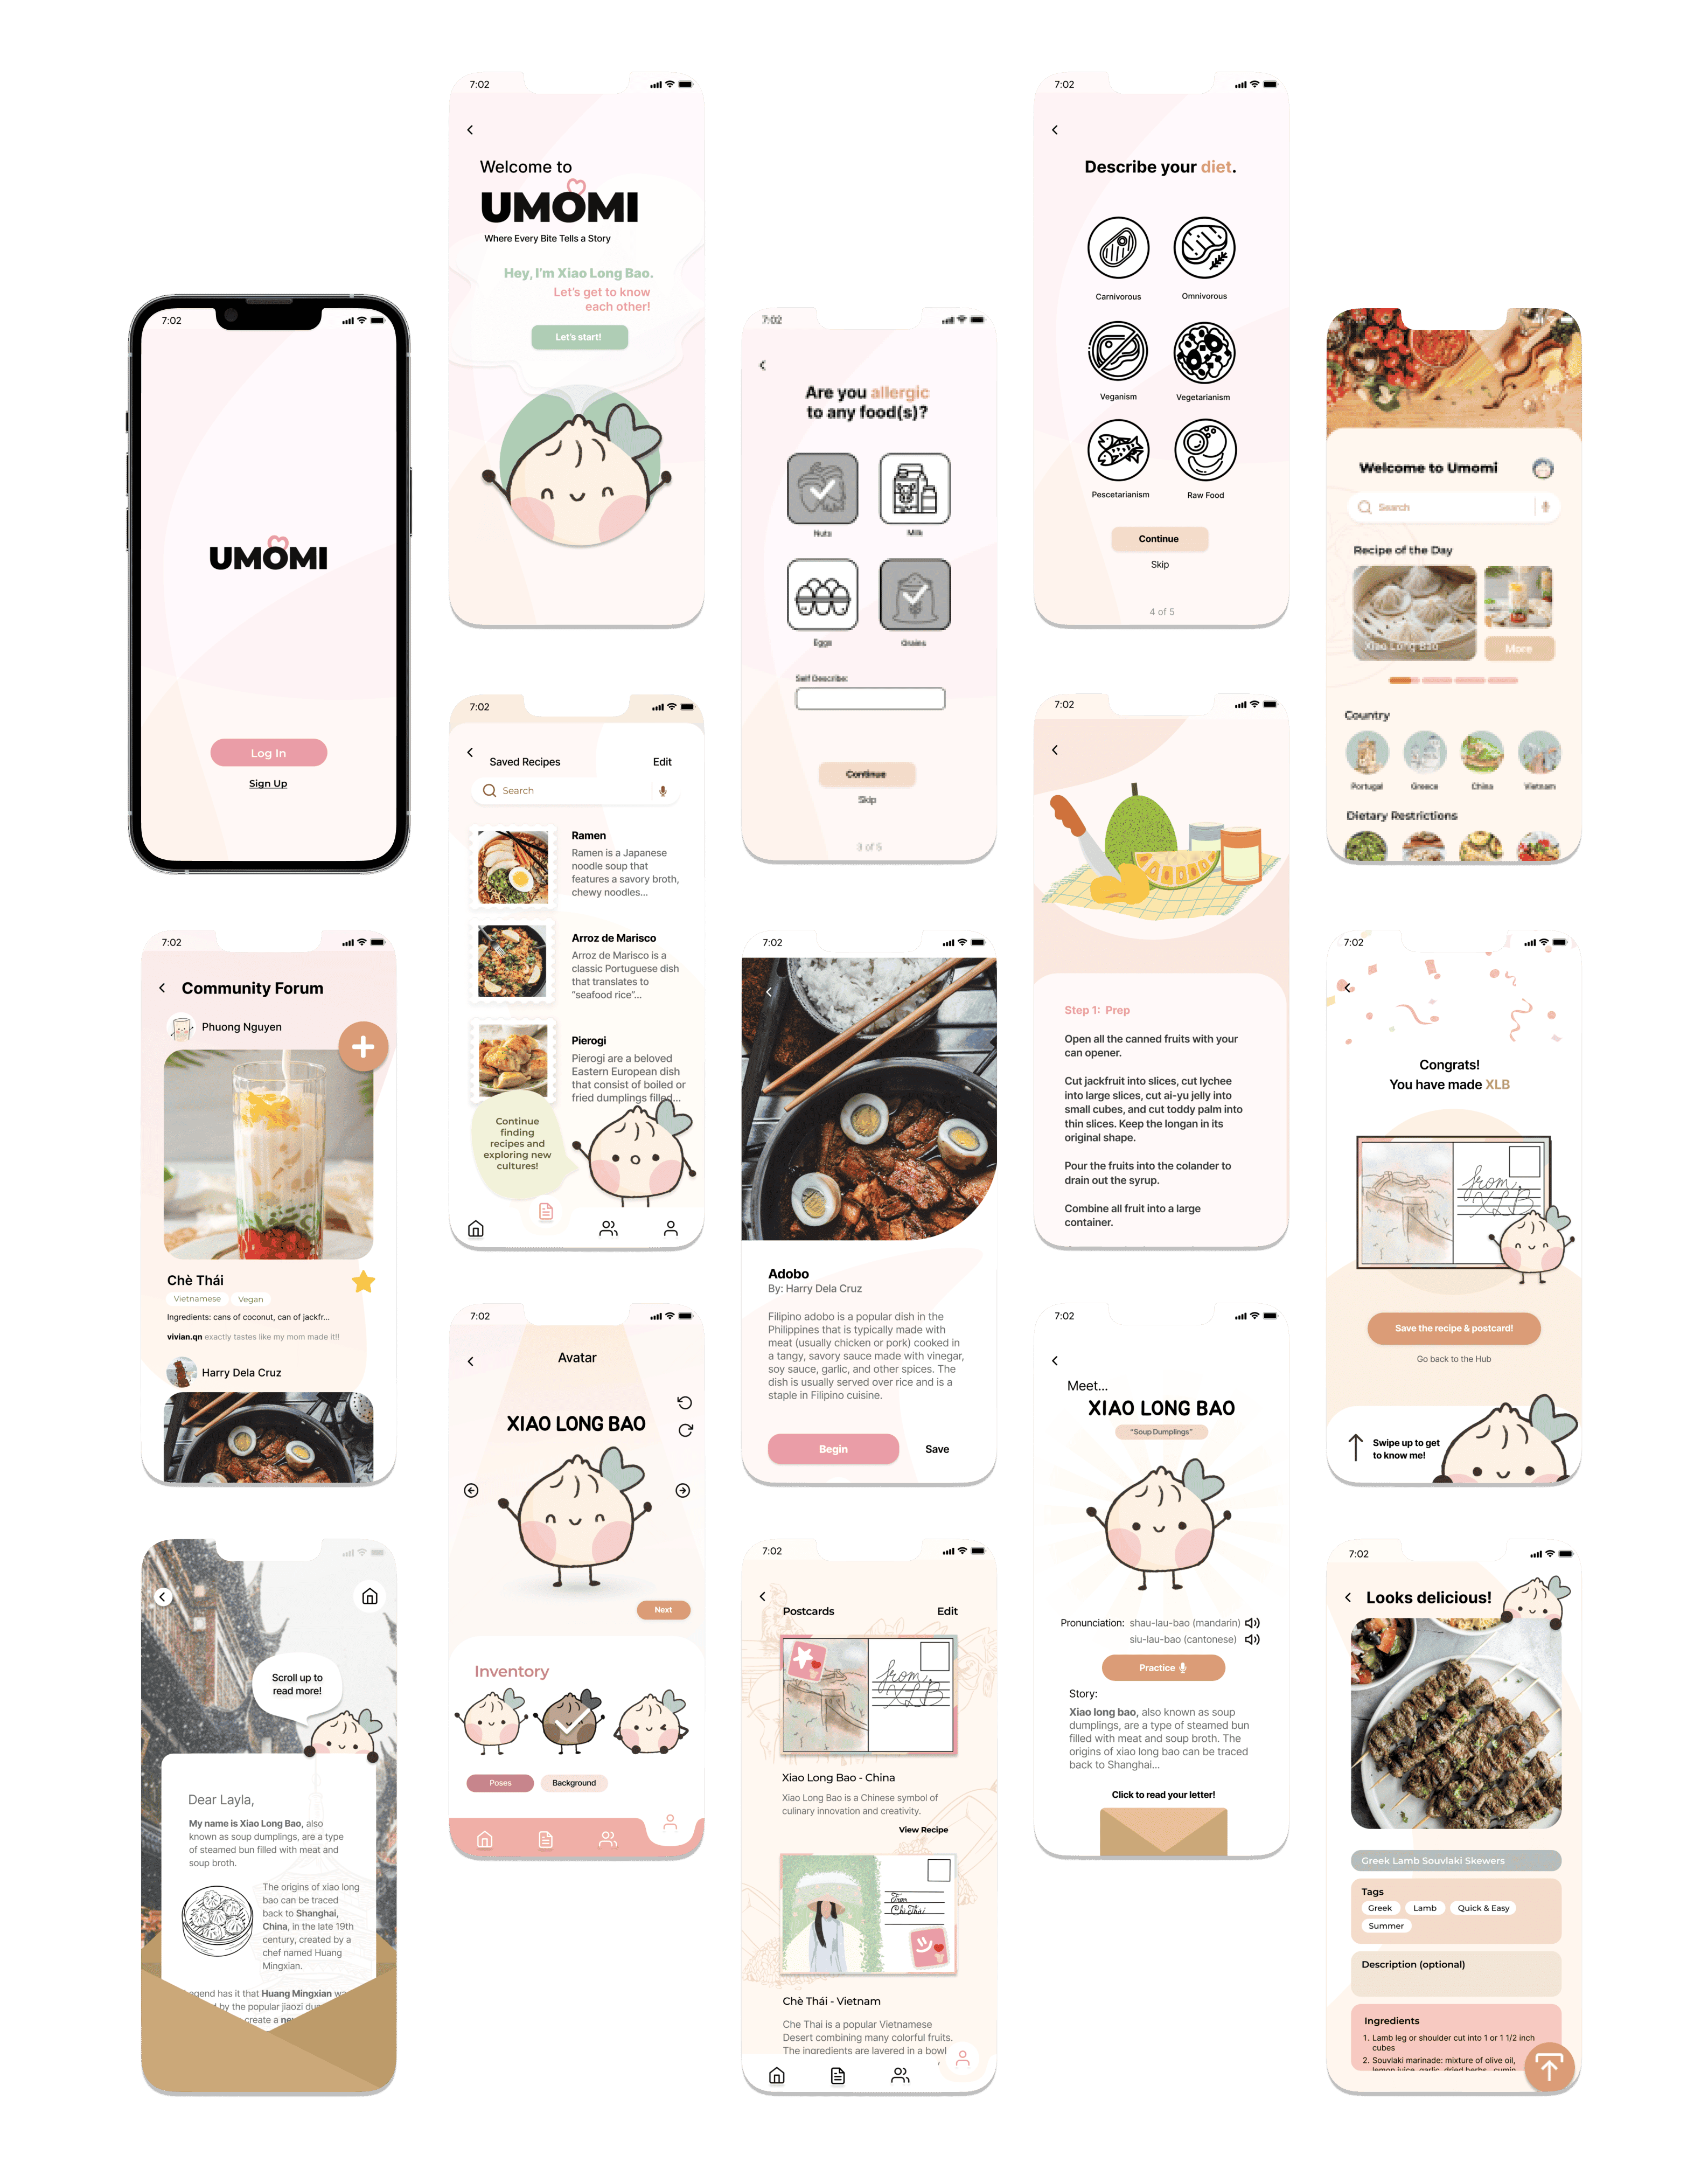 7:02
UMOMI
Log In
Sign Up
7:02
Welcome to
UMOMI
Where Every Bite Tells a Story
Hey, I'm Xiao Long Bao.
Let's get to know
each other!
Let's start!
7:02
Are you allergic
to any food(s)?
Nuts
Milk
Eggs
Grains
Self Describe:
Continue
Skip
3 of 5
7:02
Describe your diet.
Carnivorous
Omnivorous
Veganism
Vegetarianism
Pescetarianism
Raw Food
Continue
Skip
4 of 5
Welcome to Umomi
Search
Recipe of the Day
Xiao Long Bao
More
Country
Portugal
Greece
China
Vietnam
Dietary Restrictions
7:02
Community Forum
Phuong Nguyen
Chè Thái
Vietnamese
Vegan
Ingredients: cans of coconut, can of jackfr...
vivian.qn exactly tastes like my mom made it!!
Harry Dela Cruz
7:02
Saved Recipes
Edit
Search
Ramen
Ramen is a Japanese
noodle soup that
features a savory broth,
chewy noodles...
Arroz de Marisco
Arroz de Marisco is a
classic Portuguese dish
that translates to
"seafood rice"...
Pierogi
Pierogi are a beloved
Eastern European dish
that consist of boiled or
fried dumplings filled...
Continue
finding
recipes and
exploring new
cultures!
7:02
Adobo
By: Harry Dela Cruz
Filipino adobo is a popular dish in the
Philippines that is typically made with
meat (usually chicken or pork) cooked in
a tangy, savory sauce made with vinegar,
soy sauce, garlic, and other spices. The
dish is usually served over rice and is a
staple in Filipino cuisine.
Begin
Save
7:02
Step 1: Prep
Open all the canned fruits with your
can opener.
Cut jackfruit into slices, cut lychee
into large slices, cut ai-yu jelly into
small cubes, and cut toddy palm into
thin slices. Keep the longan in its
original shape.
Pour the fruits into the colander to
drain out the syrup.
Combine all fruit into a large
container.
7:02
Congrats!
You have made XLB
from,
XLB
Save the recipe & postcard!
Go back to the Hub
Swipe up to get
to know me!
Scroll up to
read more!
Dear Layla,
My name is Xiao Long Bao, also
known as soup dumplings, are a type
of steamed bun filled with meat and
soup broth.
The origins of xiao long
bao can be traced
back to Shanghai,
China, in the late 19th
century, created by a
chef named Huang
Mingxian.
has it that Huang Mingxian
by the popular jiaozi
create a
7:02
Avatar
XIAO LONG BAO
Next
Inventory
Poses
Background
7:02
Postcards
Edit
from,
XLB
Xiao Long Bao - China
Xiao Long Bao is a Chinese symbol of
culinary innovation and creativity.
View Recipe
From
Chè Thái
Chè Thái - Vietnam
Che Thai is a popular Vietnamese
Desert combining many colorful fruits.
The ingredients are layered in a bowl
7:02
Meet...
XIAO LONG BAO
"Soup Dumplings"
Pronunciation: shau-lau-bao (mandarin)
siu-lau-bao (cantonese)
Practice
Story:
Xiao long bao, also known as soup
dumplings, are a type of steamed bun
filled with meat and soup broth. The
origins of xiao long bao can be traced
back to Shanghai...
Click to read your letter!
7:02
Looks delicious!
Greek Lamb Souvlaki Skewers
Tags
Greek
Lamb
Quick & Easy
Summer
Description (optional)
Ingredients
1. Lamb leg or shoulder cut into 1 or 1 1/2 inch
cubes
2. Souvlaki marinade: mixture of olive oil,
lemon juice, garlic, dried herbs, cumin